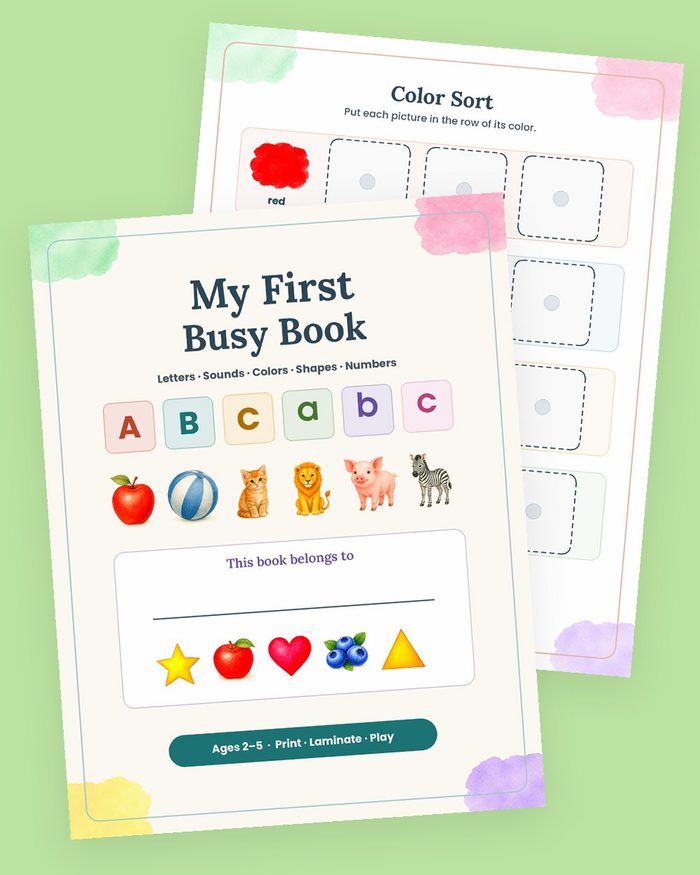 Color Sort
Put each picture in the row of its color.
red
My First
Busy Book
Letters · Sounds · Colors · Shapes · Numbers
A B C a b c
This book belongs to
Ages 2–5 · Print · Laminate · Play